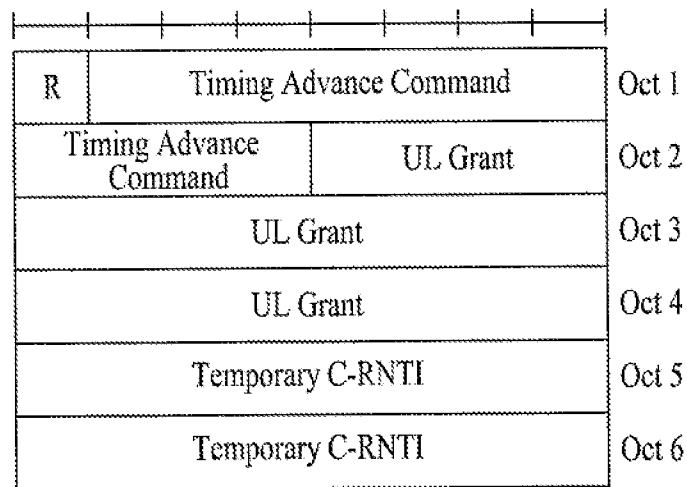 R Timing Advance Command Oct 1
Timing Advance
Command UL Grant Oct 2
UL Grant Oct 3
UL Grant Oct 4
Temporary C-RNTI Oct 5
Temporary C-RNTI Oct 6